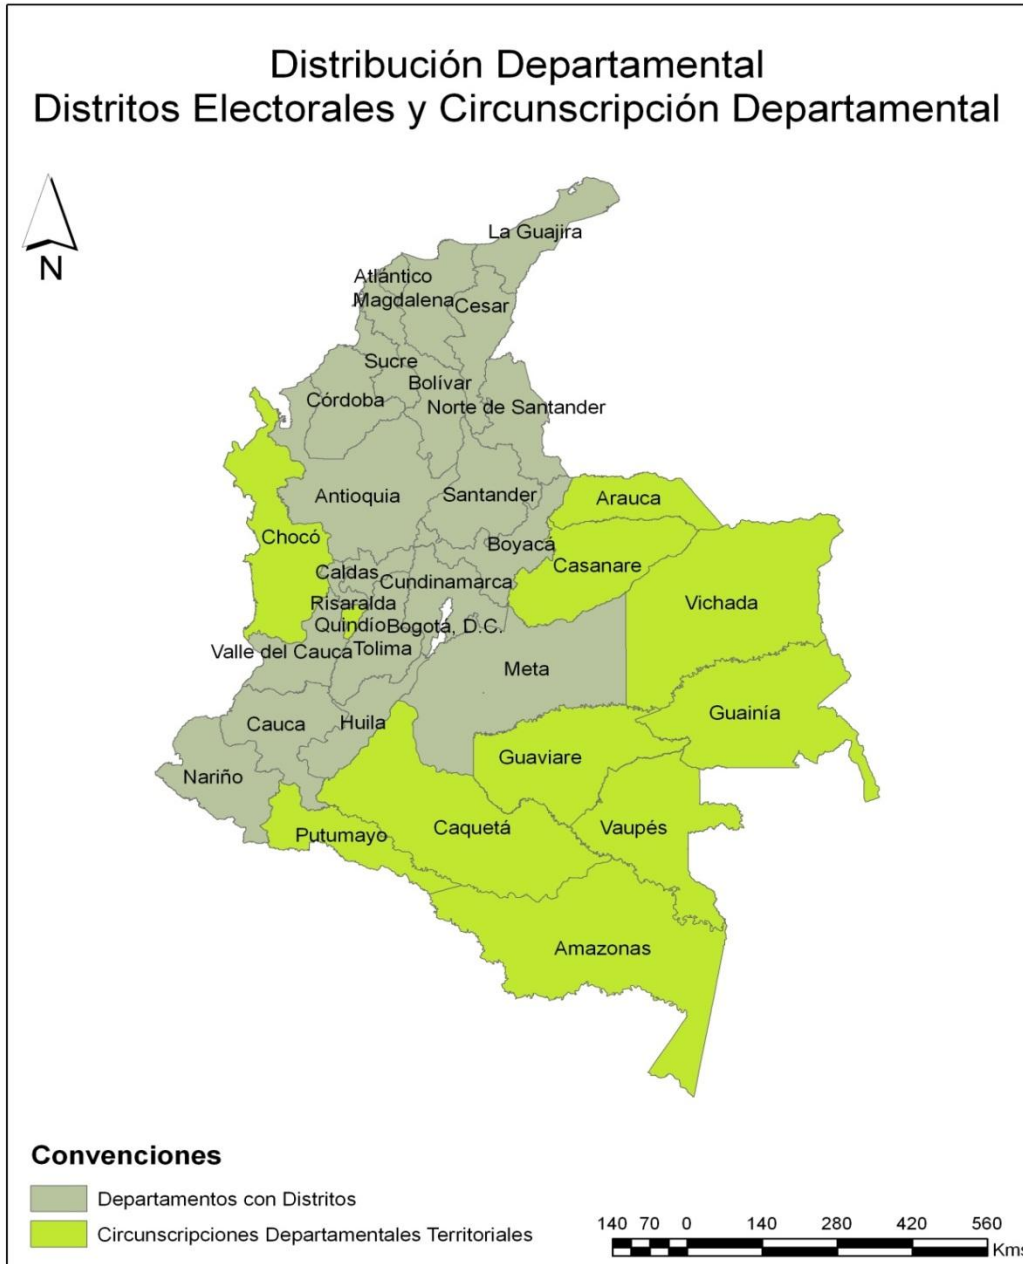 Distribución Departamental
Distritos Electorales y Circunscripción Departamental
N
La Guajira
Atlántico
Magdalena
Cesar
Sucre
Bolívar
Córdoba
Norte de Santander
Antioquia
Santander
Arauca
Chocó
Boyacá
Casanare
Caldas
Cundinamarca
Vichada
Risaralda
Quindío
Bogotá, D.C.
Valle del Cauca
Tolima
Meta
Guainía
Cauca
Huila
Guaviare
Nariño
Putumayo
Caquetá
Vaupés
Amazonas
Convenciones
Departamentos con Distritos
Circunscripciones Departamentales Territoriales
140 70 0 140 280 420 560
Kms